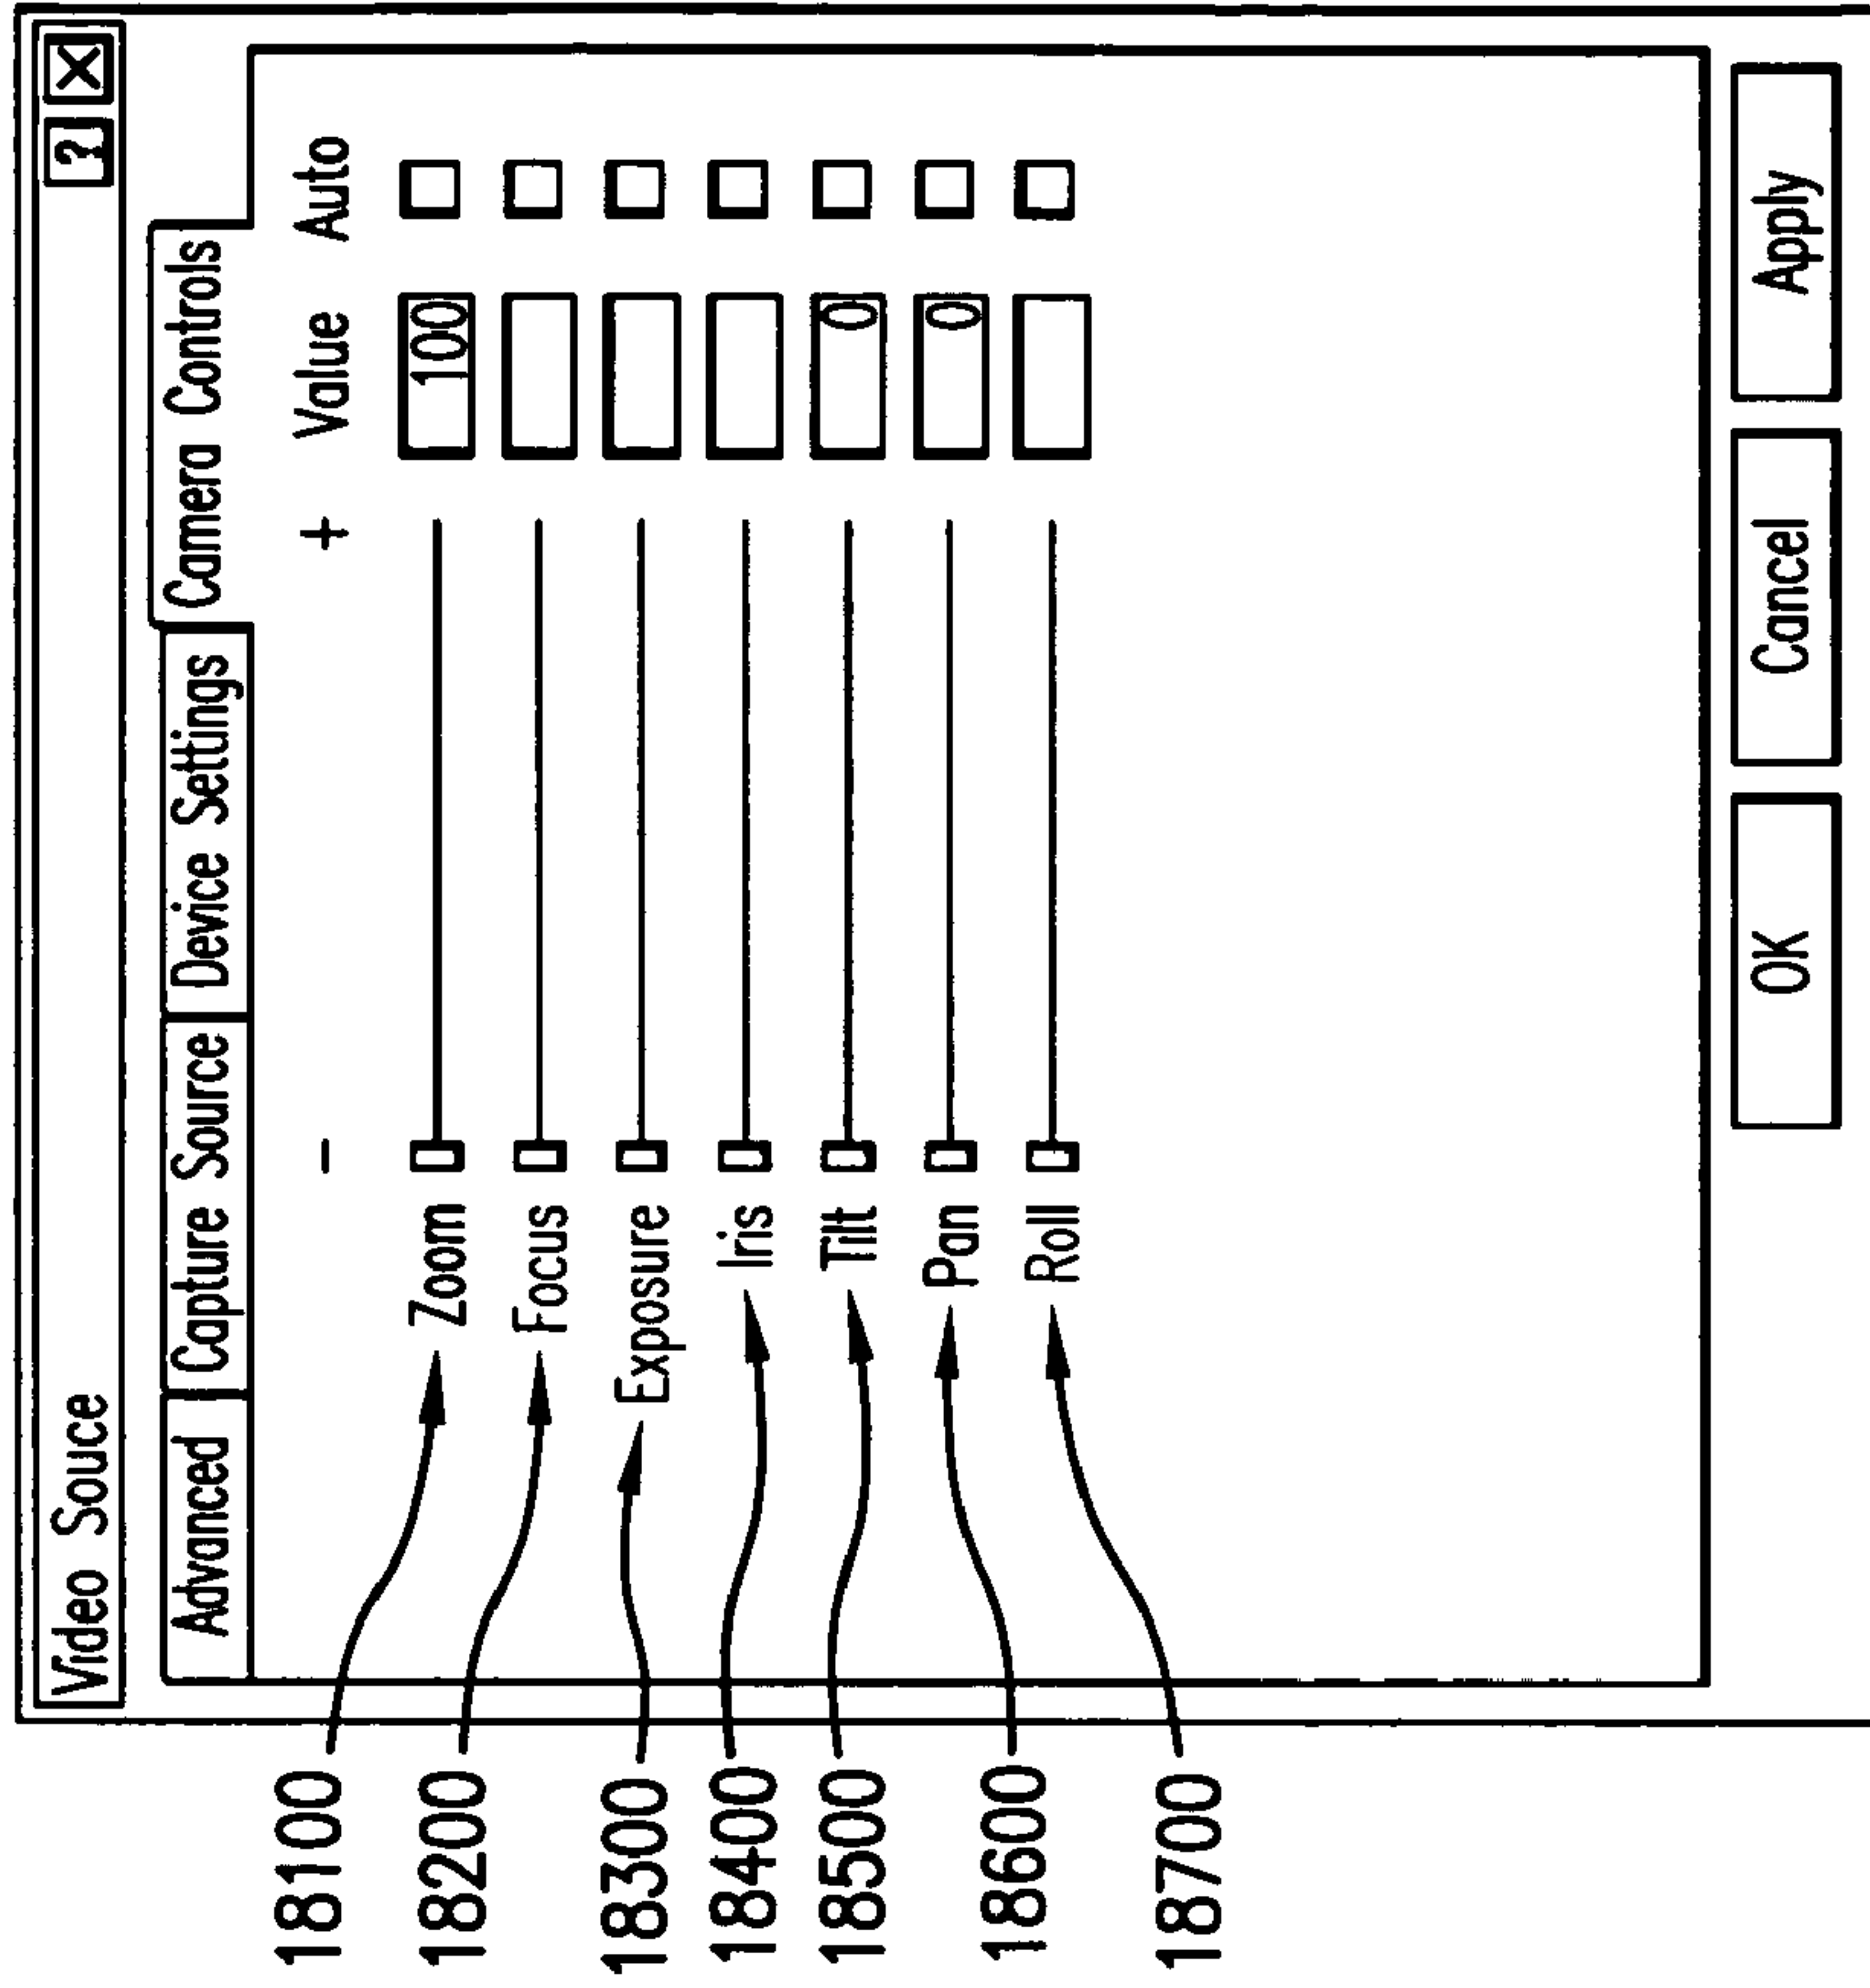 Video Souce ? X
Advanced Capture Source Device Settings Camera Controls
- + Value Auto
18100 Zoom 100
18200 Focus
18300 Exposure
18400 Iris
18500 Tilt 0
18600 Pan 0
18700 Roll
OK Cancel Apply